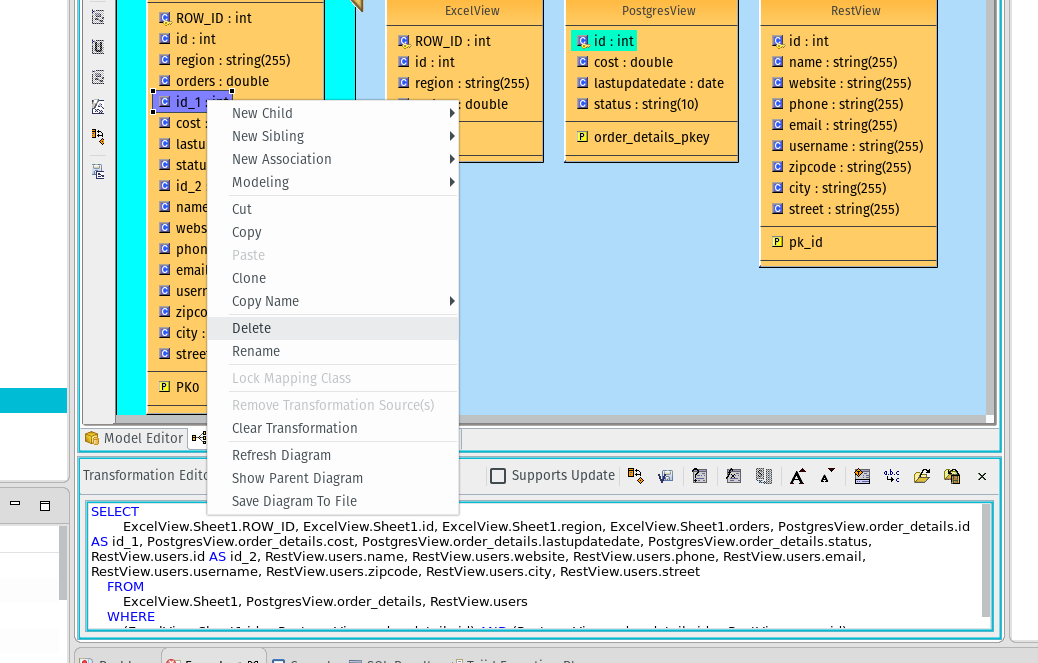 ROW_ID : int
id : int
region : string(255)
orders : double
id_1 : int
cost :
lastu
statu
id_2
name
webs
phon
email
usern
zipco
city :
street
PK0
ExcelView
ROW_ID : int
id : int
region : string(255)
double
PostgresView
id : int
cost : double
lastupdatedate : date
status : string(10)
order_details_pkey
RestView
id : int
name : string(255)
website : string(255)
phone : string(255)
email : string(255)
username : string(255)
zipcode : string(255)
city : string(255)
street : string(255)
pk_id
New Child
New Sibling
New Association
Modeling
Cut
Copy
Paste
Clone
Copy Name
Delete
Rename
Lock Mapping Class
Remove Transformation Source(s)
Clear Transformation
Refresh Diagram
Show Parent Diagram
Save Diagram To File
Model Editor
Transformation Edito
Supports Update
SELECT
ExcelView.Sheet1.ROW_ID, ExcelView.Sheet1.id, ExcelView.Sheet1.region, ExcelView.Sheet1.orders, PostgresView.order_details.id
AS id_1, PostgresView.order_details.cost, PostgresView.order_details.lastupdatedate, PostgresView.order_details.status,
RestView.users.id AS id_2, RestView.users.name, RestView.users.website, RestView.users.phone, RestView.users.email,
RestView.users.username, RestView.users.zipcode, RestView.users.city, RestView.users.street
FROM
ExcelView.Sheet1, PostgresView.order_details, RestView.users
WHERE